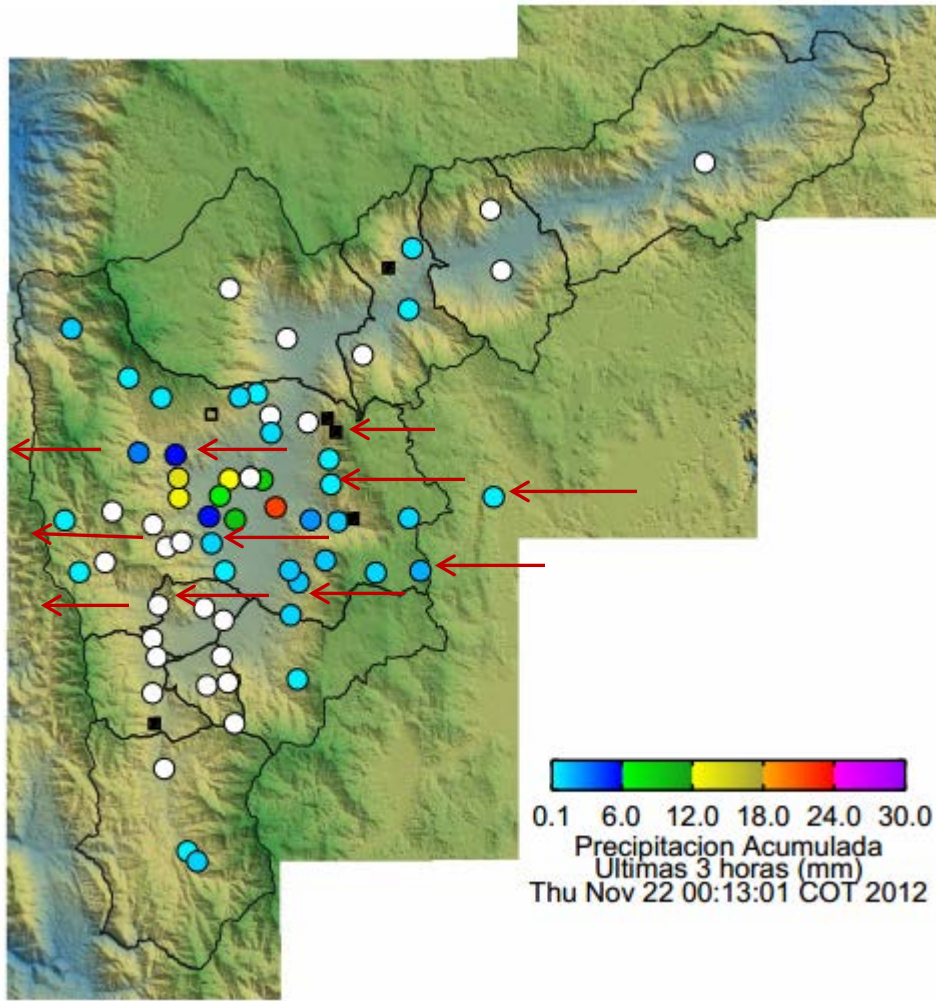 0.1 6.0 12.0 18.0 24.0 30.0
Precipitacion Acumulada
Ultimas 3 horas (mm)
Thu Nov 22 00:13:01 COT 2012